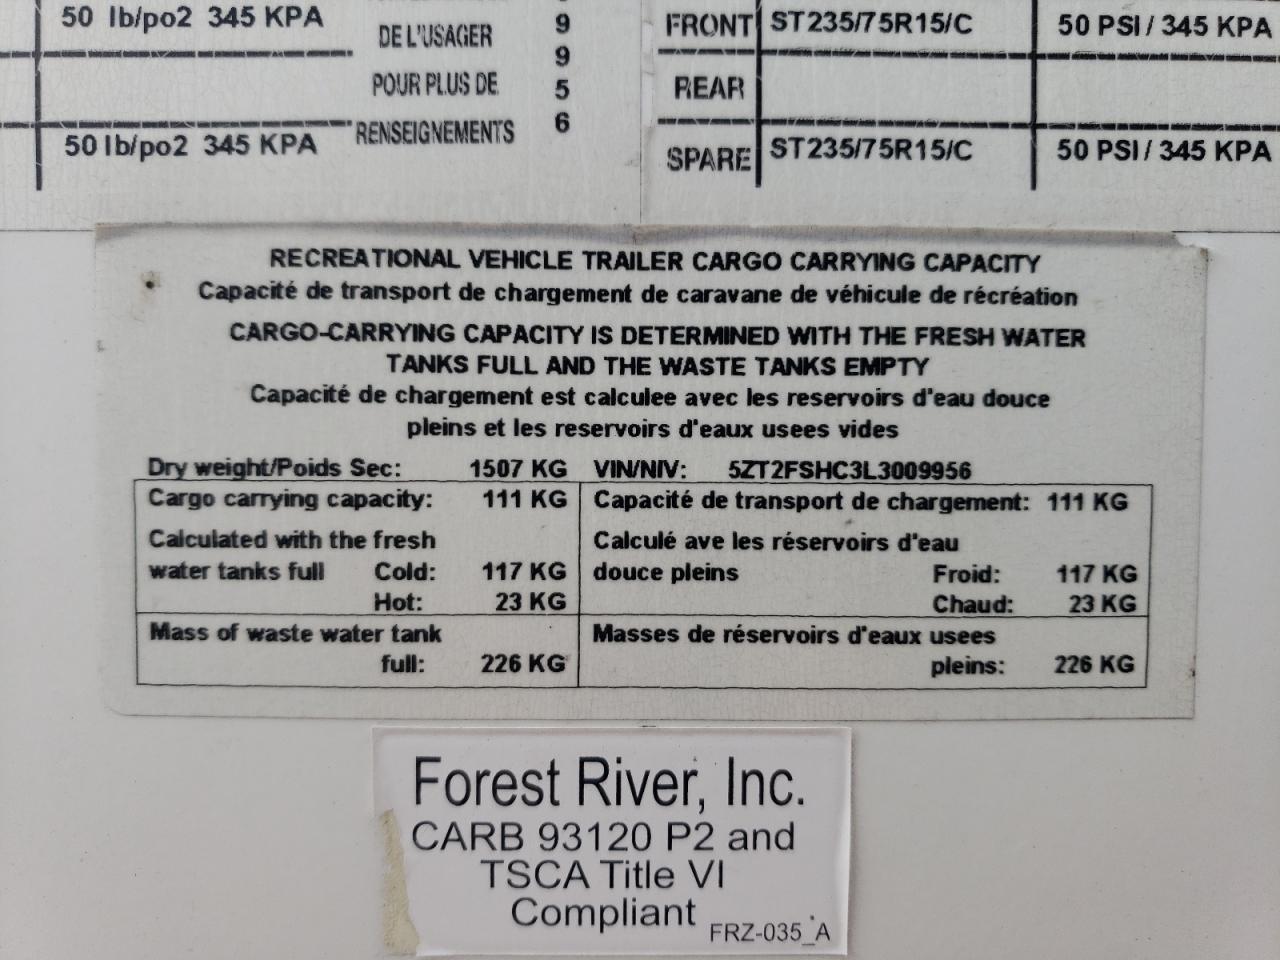 50 lb/po2 345 KPA
DE L'USAGER
POUR PLUS DE
RENSEIGNEMENTS
50 lb/po2 345 KPA
9
9
5
6
FRONT ST235/75R15/C 50 PSI / 345 KPA
REAR
SPARE ST235/75R15/C 50 PSI / 345 KPA
RECREATIONAL VEHICLE TRAILER CARGO CARRYING CAPACITY
Capacité de transport de chargement de caravane de véhicule de récréation
CARGO-CARRYING CAPACITY IS DETERMINED WITH THE FRESH WATER
TANKS FULL AND THE WASTE TANKS EMPTY
Capacité de chargement est calculee avec les reservoirs d'eau douce
pleins et les reservoirs d'eaux usees vides
Dry weight/Poids Sec: 1507 KG VIN/NIV: 5ZT2FSHC3L3009956
Cargo carrying capacity: 111 KG Capacité de transport de chargement: 111 KG
Calculated with the fresh Calculé ave les réservoirs d'eau
water tanks full Cold: 117 KG douce pleins Froid: 117 KG
Hot: 23 KG Chaud: 23 KG
Mass of waste water tank Masses de réservoirs d'eaux usees
full: 226 KG pleins: 226 KG
Forest River, Inc.
CARB 93120 P2 and
TSCA Title VI
Compliant FRZ-035_A